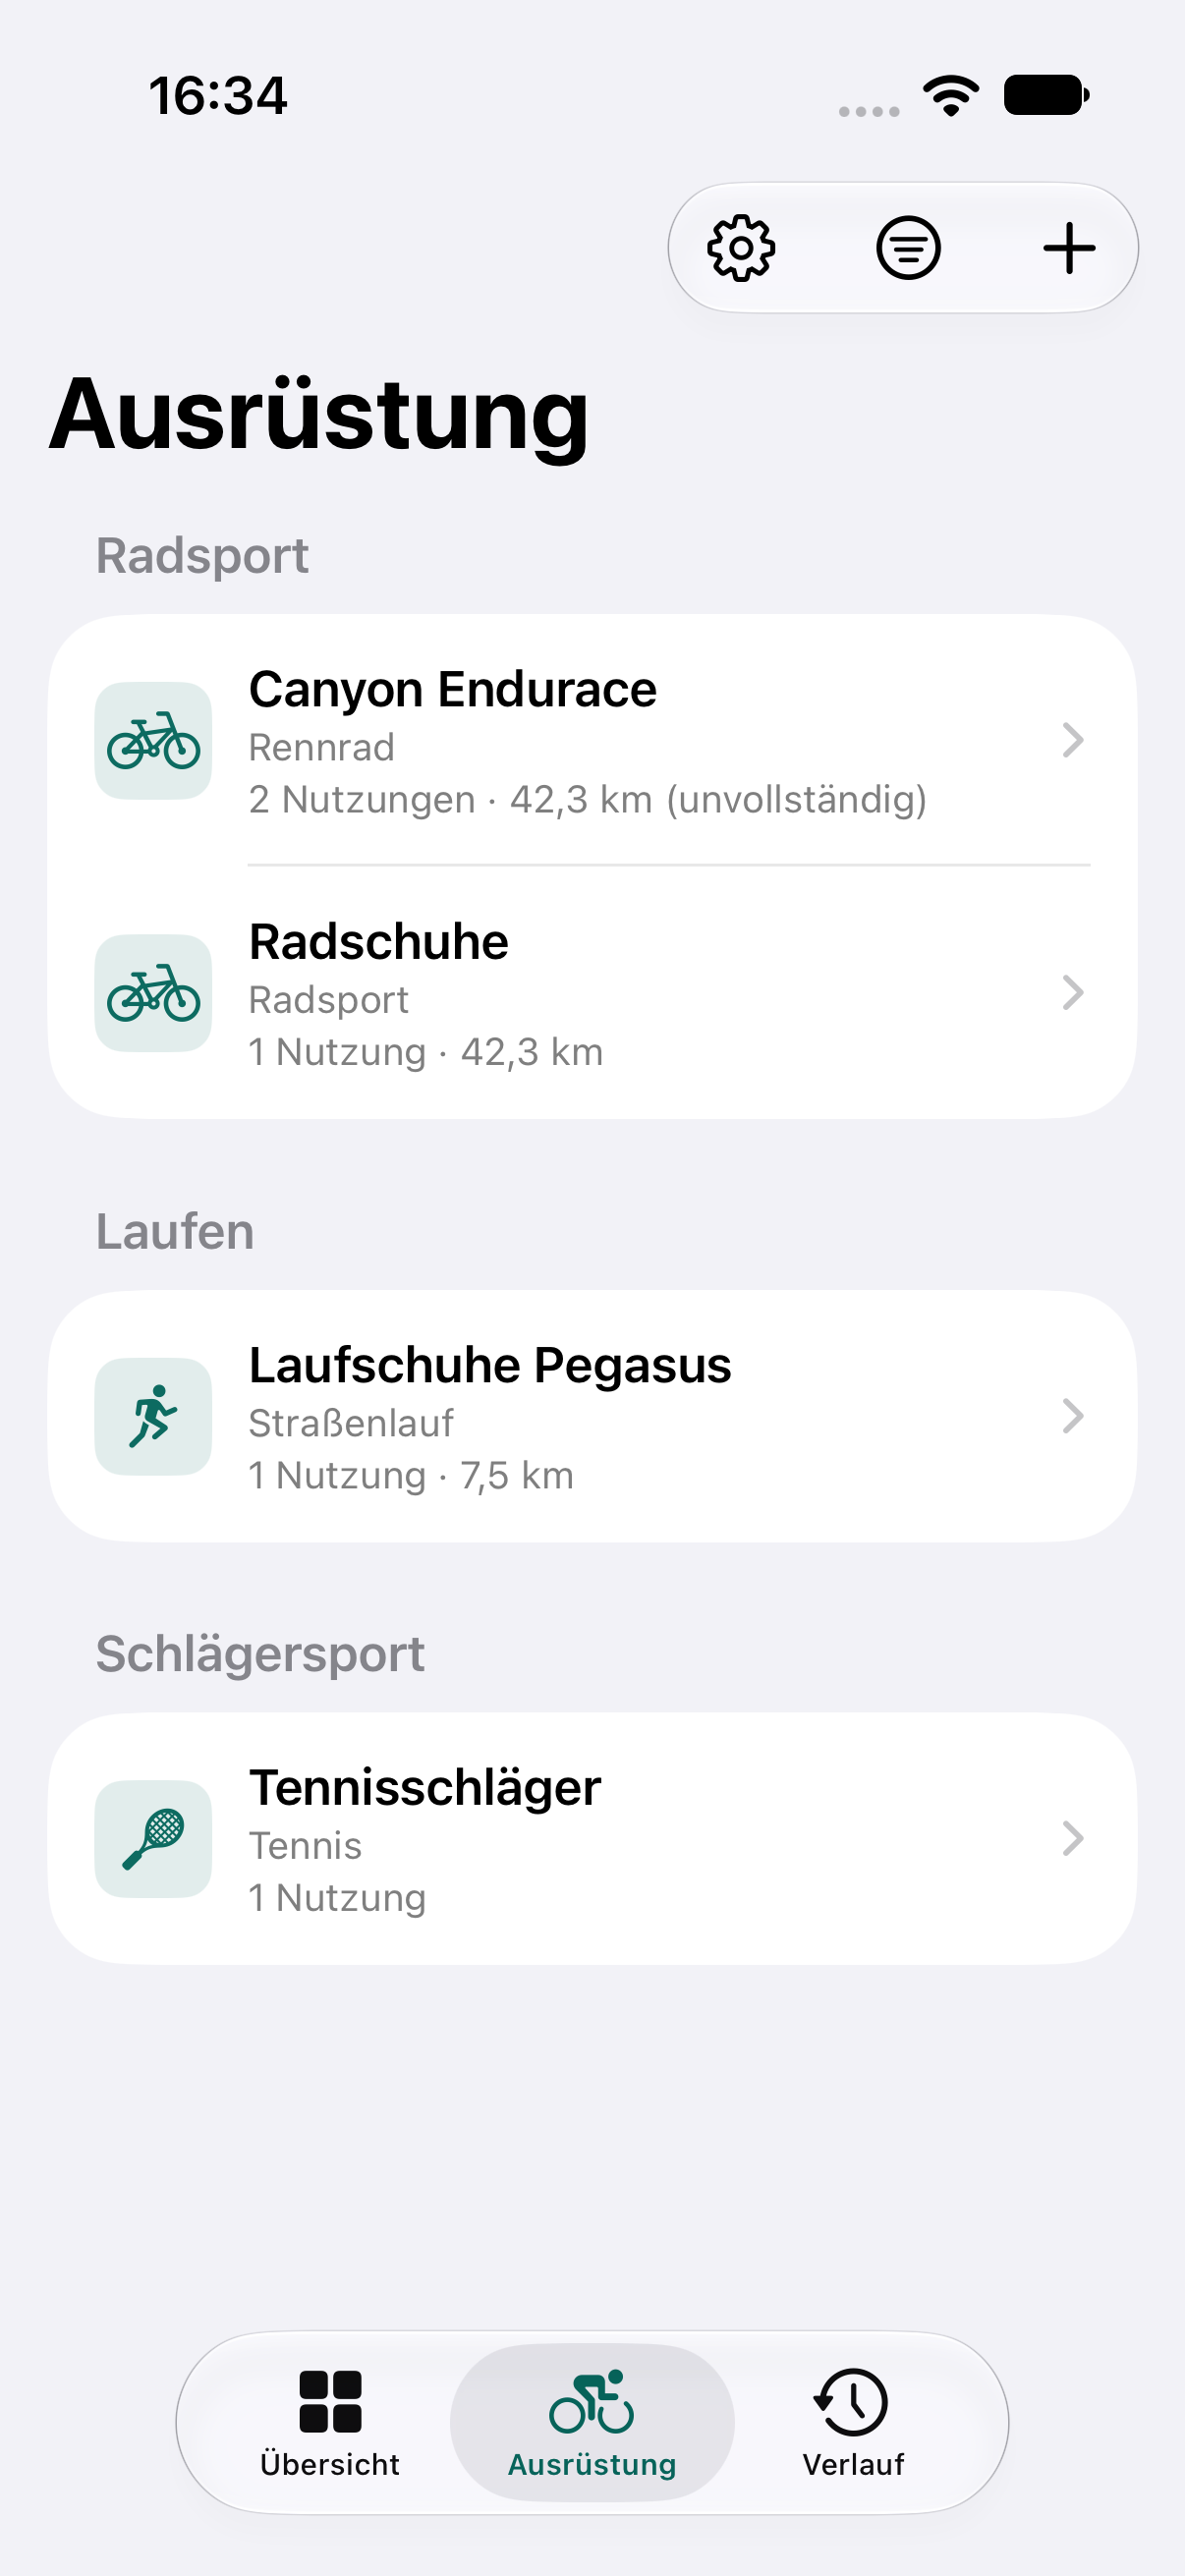 16:34
Ausrüstung
Radsport
Canyon Endurace
Rennrad
2 Nutzungen · 42,3 km (unvollständig)
Radschuhe
Radsport
1 Nutzung · 42,3 km
Laufen
Laufschuhe Pegasus
Straßenlauf
1 Nutzung · 7,5 km
Schlägersport
Tennisschläger
Tennis
1 Nutzung
Übersicht
Ausrüstung
Verlauf